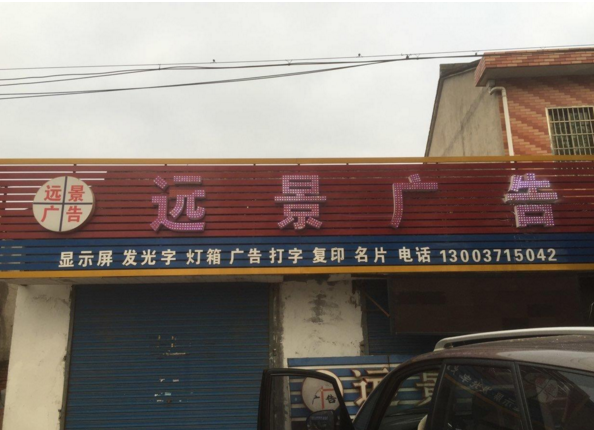 远景
广告
远景广告
显示屏 发光字 灯箱 广告 打字 复印 名片 电话 13003715042
远